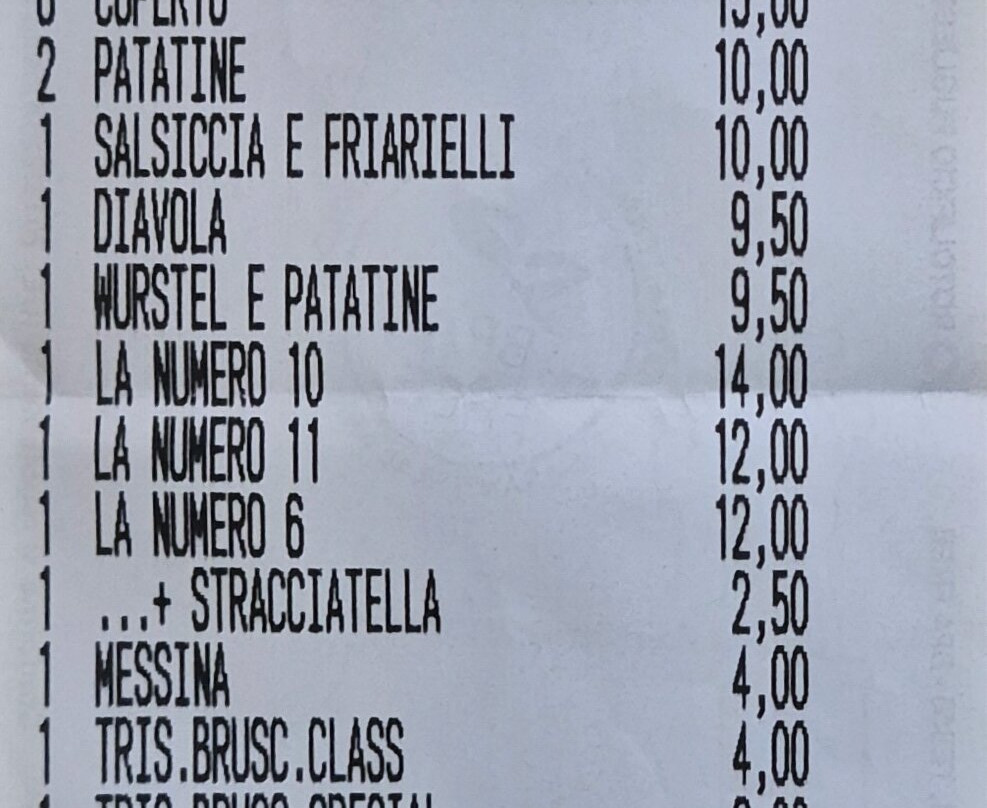 COPERTO
2 PATATINE 10,00
1 SALSICCIA E FRIARIELLI 10,00
1 DIAVOLA 9,50
1 WURSTEL E PATATINE 9,50
1 LA NUMERO 10 14,00
1 LA NUMERO 11 12,00
1 LA NUMERO 6 12,00
1 ...+ STRACCIATELLA 2,50
1 MESSINA 4,00
1 TRIS.BRUSC.CLASS 4,00